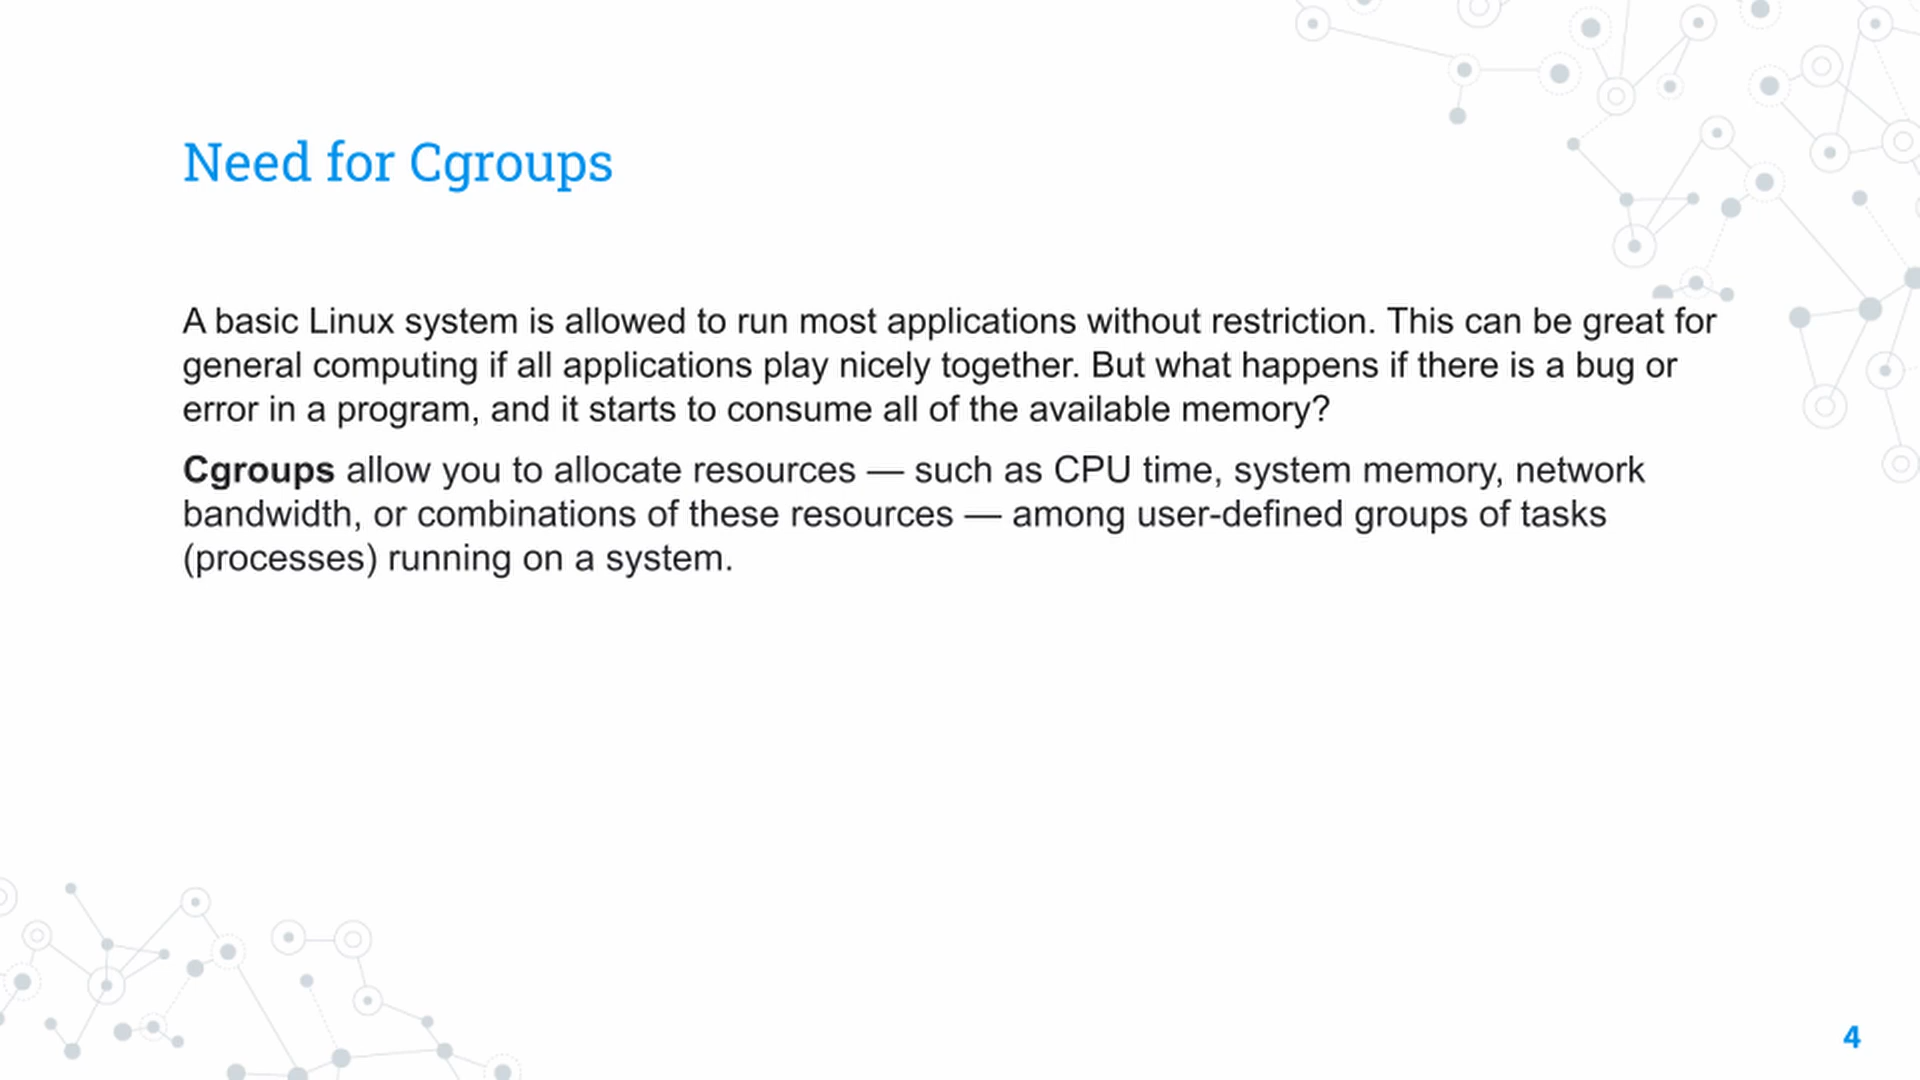 Need for Cgroups
A basic Linux system is allowed to run most applications without restriction. This can be great for
general computing if all applications play nicely together. But what happens if there is a bug or
error in a program, and it starts to consume all of the available memory?
Cgroups allow you to allocate resources — such as CPU time, system memory, network
bandwidth, or combinations of these resources — among user-defined groups of tasks
(processes) running on a system.
4